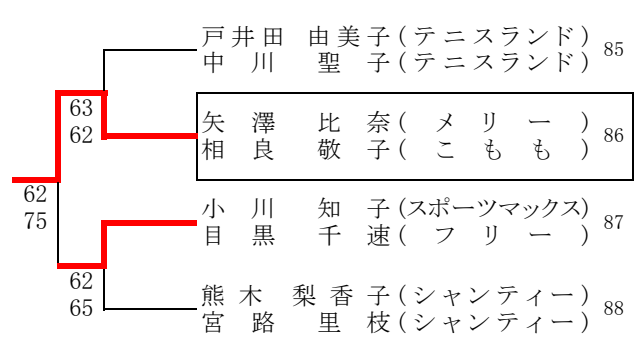 戸井田 由美子(テニスランド) 85
中川 聖子(テニスランド)
63
62
矢澤 比奈(メリー) 86
相良 敬子(こもも)
62
75
小川 知子(スポーツマックス) 87
目黒 千速(フリー)
62
65
熊木 梨香子(シャンティー) 88
宮路 里枝(シャンティー)